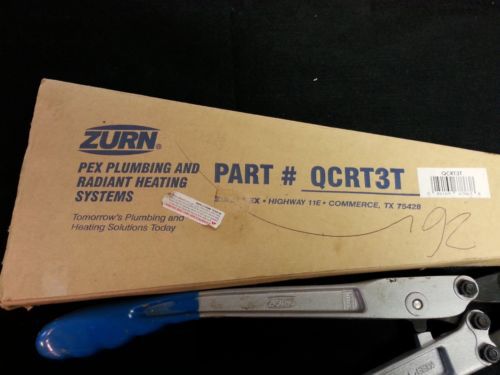 ZURN
PEX PLUMBING AND
RADIANT HEATING
SYSTEMS
Tomorrow's Plumbing and
Heating Solutions Today
PART # QCRT3T
EX • HIGHWAY 11E • COMMERCE, TX 75428
QCRT3T
92